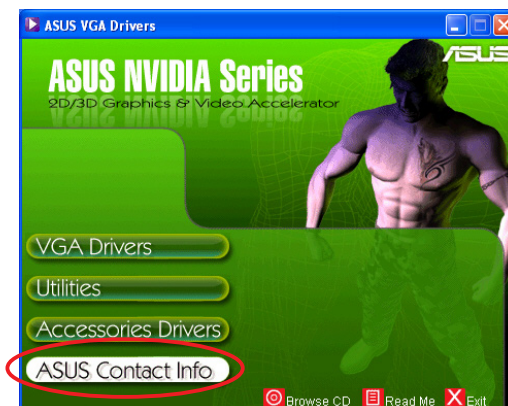 ASUS VGA Drivers
ASUS
ASUS NVIDIA Series
2D/3D Graphics & Video Accelerator
VGA Drivers
Utilities
Accessories Drivers
ASUS Contact Info
Browse CD Read Me X Exit